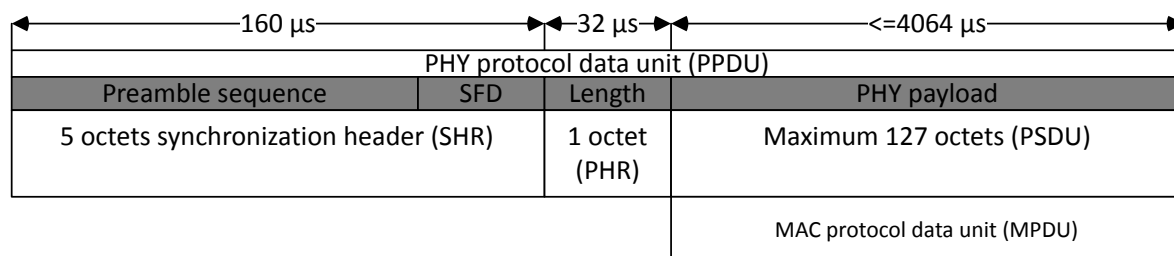 160 µs 32 µs <=4064 µs
PHY protocol data unit (PPDU)
Preamble sequence SFD Length PHY payload
5 octets synchronization header (SHR) 1 octet Maximum 127 octets (PSDU)
(PHR)
MAC protocol data unit (MPDU)